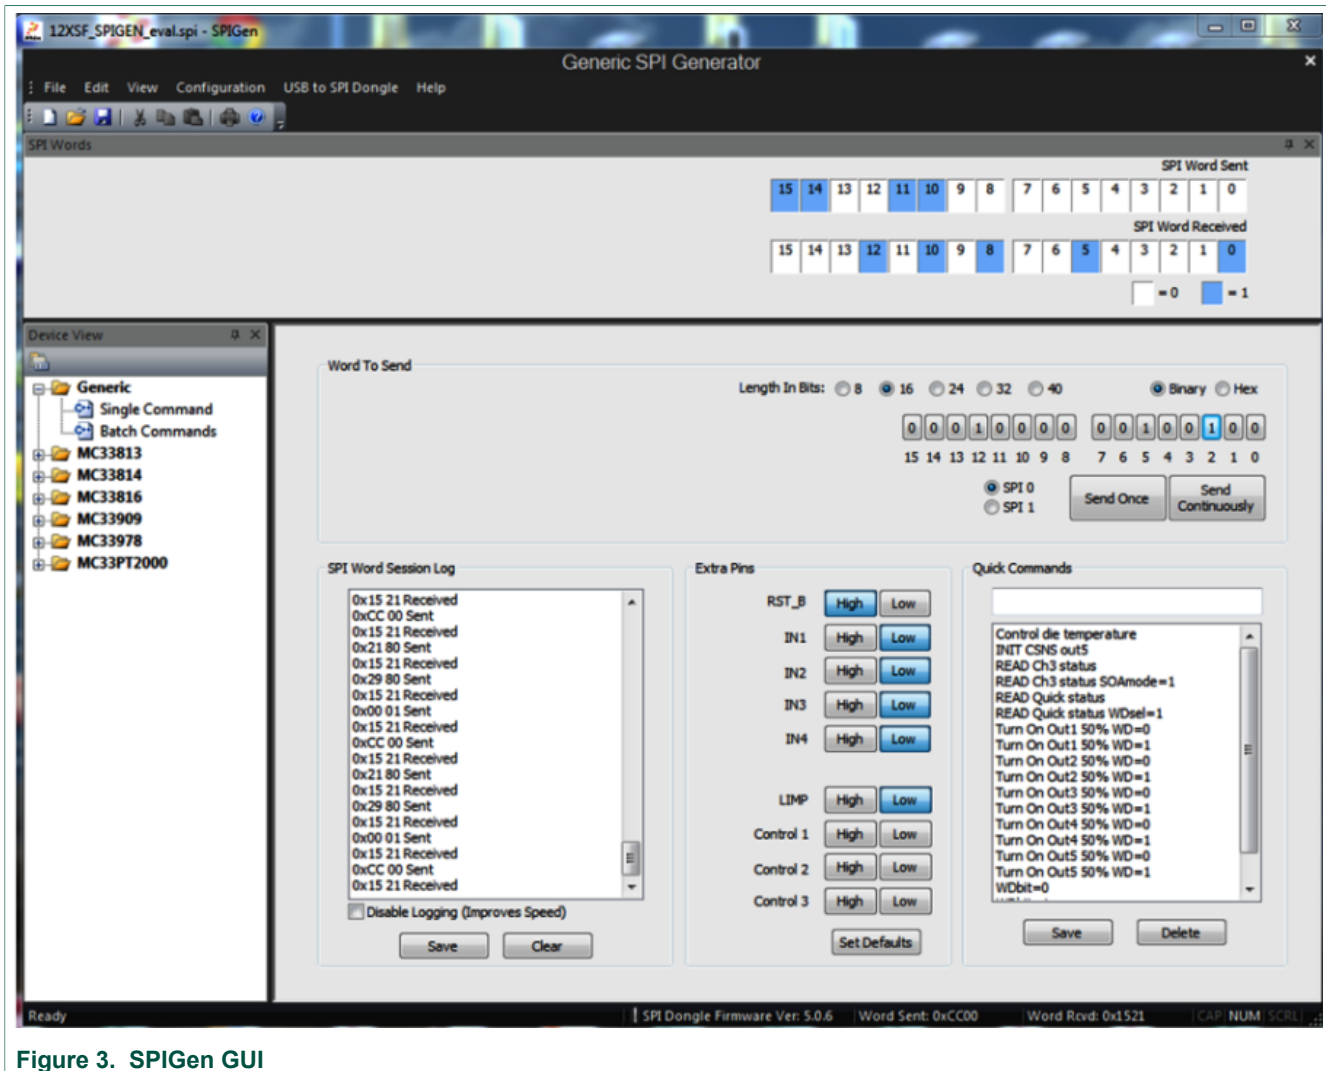 12XSF_SPIGEN_eval.spi - SPIGen
Generic SPI Generator
File Edit View Configuration USB to SPI Dongle Help
SPI Words
SPI Word Sent
15 14 13 12 11 10 9 8 7 6 5 4 3 2 1 0
SPI Word Received
15 14 13 12 11 10 9 8 7 6 5 4 3 2 1 0
= 0 = 1
Device View
Generic
Single Command
Batch Commands
MC33813
MC33814
MC33816
MC33909
MC33978
MC33PT2000
Word To Send
Length In Bits: 8 16 24 32 40 Binary Hex
0 0 0 1 0 0 0 0 0 0 1 0 0 1 0 0
15 14 13 12 11 10 9 8 7 6 5 4 3 2 1 0
SPI 0
SPI 1
Send Once
Send
Continuously
SPI Word Session Log
0x15 21 Received
0xCC 00 Sent
0x15 21 Received
0x21 80 Sent
0x15 21 Received
0x29 80 Sent
0x15 21 Received
0x00 01 Sent
0x15 21 Received
0xCC 00 Sent
0x15 21 Received
0x21 80 Sent
0x15 21 Received
0x29 80 Sent
0x15 21 Received
0x00 01 Sent
0x15 21 Received
0xCC 00 Sent
0x15 21 Received
Disable Logging (Improves Speed)
Save Clear
Extra Pins
RST_B High Low
IN1 High Low
IN2 High Low
IN3 High Low
IN4 High Low
LIMP High Low
Control 1 High Low
Control 2 High Low
Control 3 High Low
Set Defaults
Quick Commands
Control die temperature
INIT CSNS out5
READ Ch3 status
READ Ch3 status SOAmode=1
READ Quick status
READ Quick status WDsel=1
Turn On Out1 50% WD=0
Turn On Out1 50% WD=1
Turn On Out2 50% WD=0
Turn On Out2 50% WD=1
Turn On Out3 50% WD=0
Turn On Out3 50% WD=1
Turn On Out4 50% WD=0
Turn On Out4 50% WD=1
Turn On Out5 50% WD=0
Turn On Out5 50% WD=1
WDbit=0
Save Delete
Ready SPI Dongle Firmware Ver: 5.0.6 Word Sent: 0xCC00 Word Rcvd: 0x1521 CAP NUM SCRL
Figure 3. SPIGen GUI